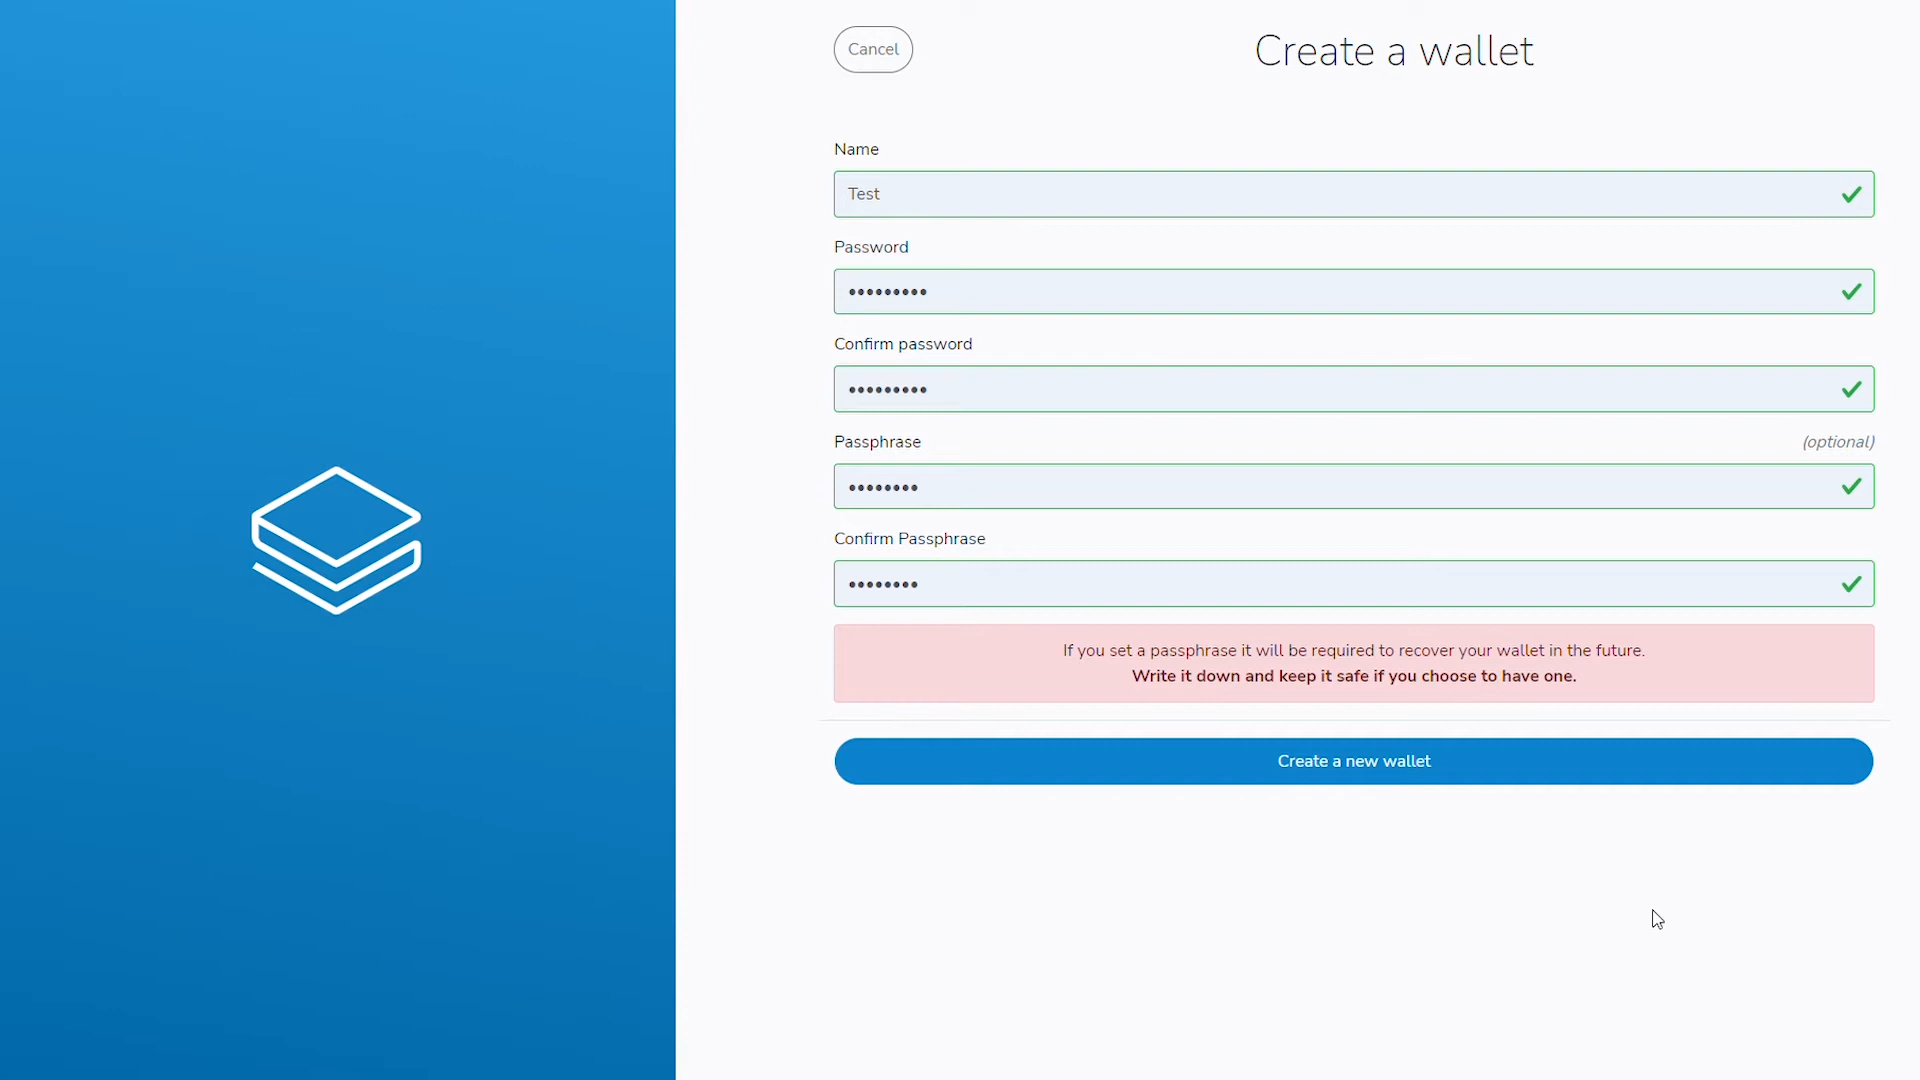 Cancel
Create a wallet
Name
Test
Password
•••••••••
Confirm password
•••••••••
Passphrase (optional)
••••••••
Confirm Passphrase
••••••••
If you set a passphrase it will be required to recover your wallet in the future.
Write it down and keep it safe if you choose to have one.
Create a new wallet